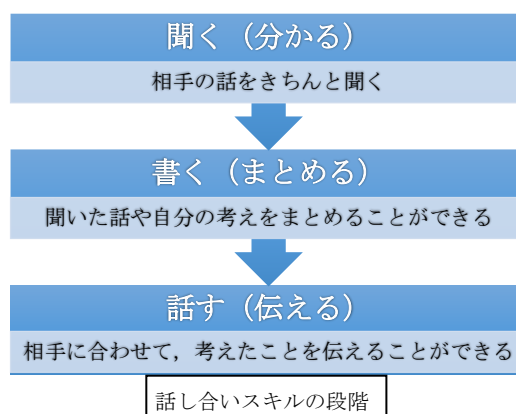 聞く（分かる）
相手の話をきちんと聞く
書く（まとめる）
聞いた話や自分の考えをまとめることができる
話す（伝える）
相手に合わせて，考えたことを伝えることができる
話し合いスキルの段階